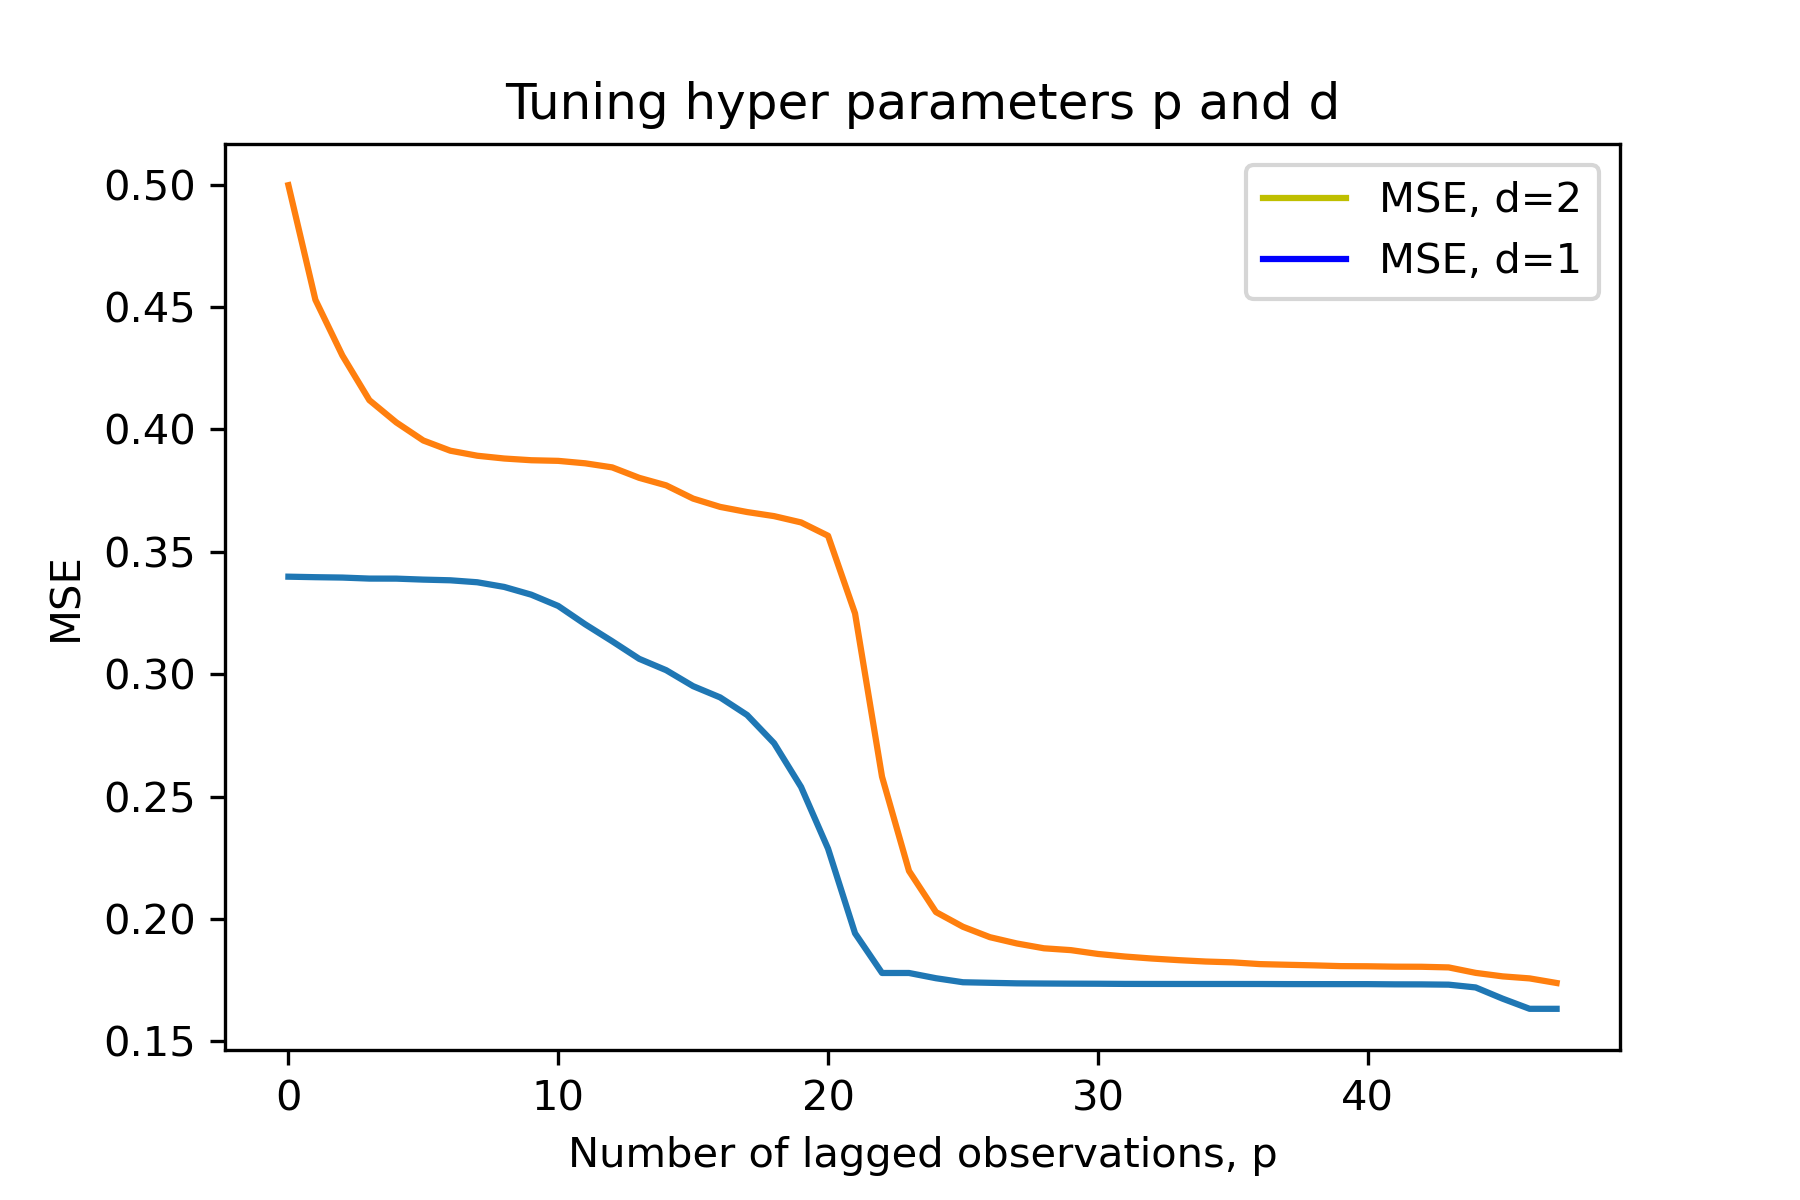 Tuning hyper parameters p and d
MSE, d=2
MSE, d=1
0.50
0.45
0.40
0.35
0.30
0.25
0.20
0.15
MSE
0 10 20 30 40
Number of lagged observations, p